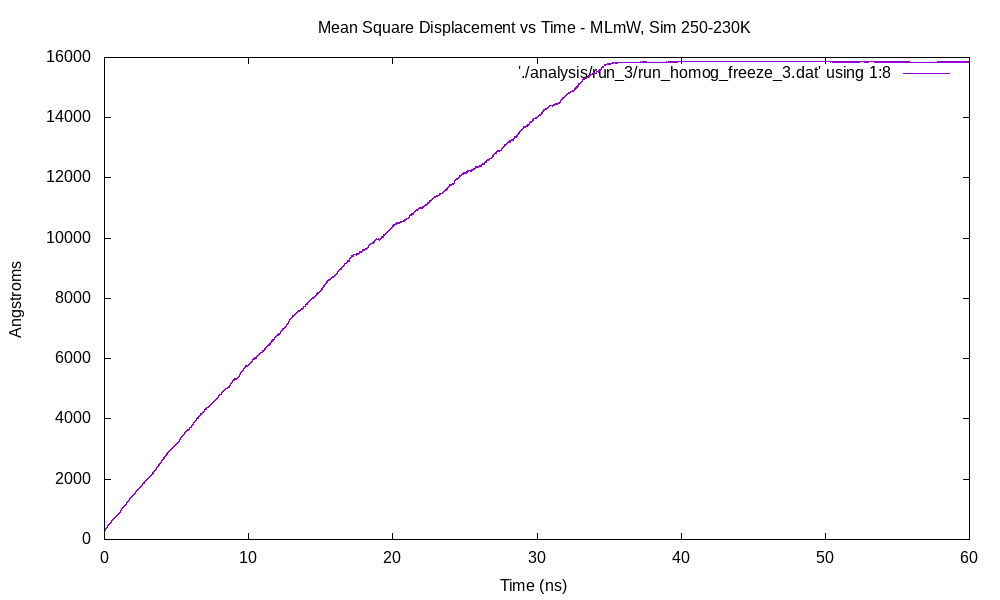 Mean Square Displacement vs Time - MLmW, Sim 250-230K
16000
'./analysis/run_3/run_homog_freeze_3.dat' using 1:8
14000
12000
10000
8000
6000
4000
2000
0
Angstroms
0 10 20 30 40 50 60
Time (ns)